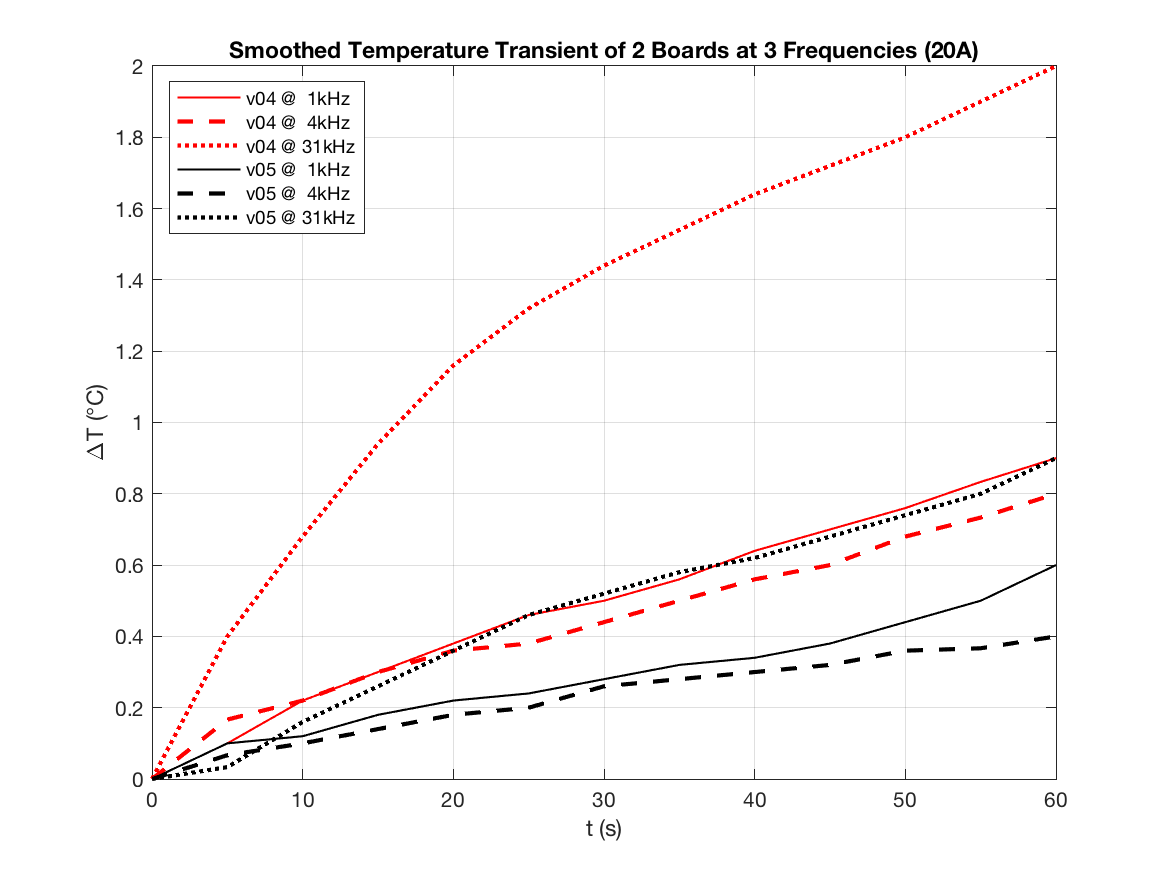 Smoothed Temperature Transient of 2 Boards at 3 Frequencies (20A)
2
v04 @  1kHz
v04 @  4kHz
v04 @ 31kHz
v05 @  1kHz
v05 @  4kHz
v05 @ 31kHz
1.8
1.6
1.4
1.2
1
0.8
0.6
0.4
0.2
0
ΔT (°C)
0 10 20 30 40 50 60
t (s)